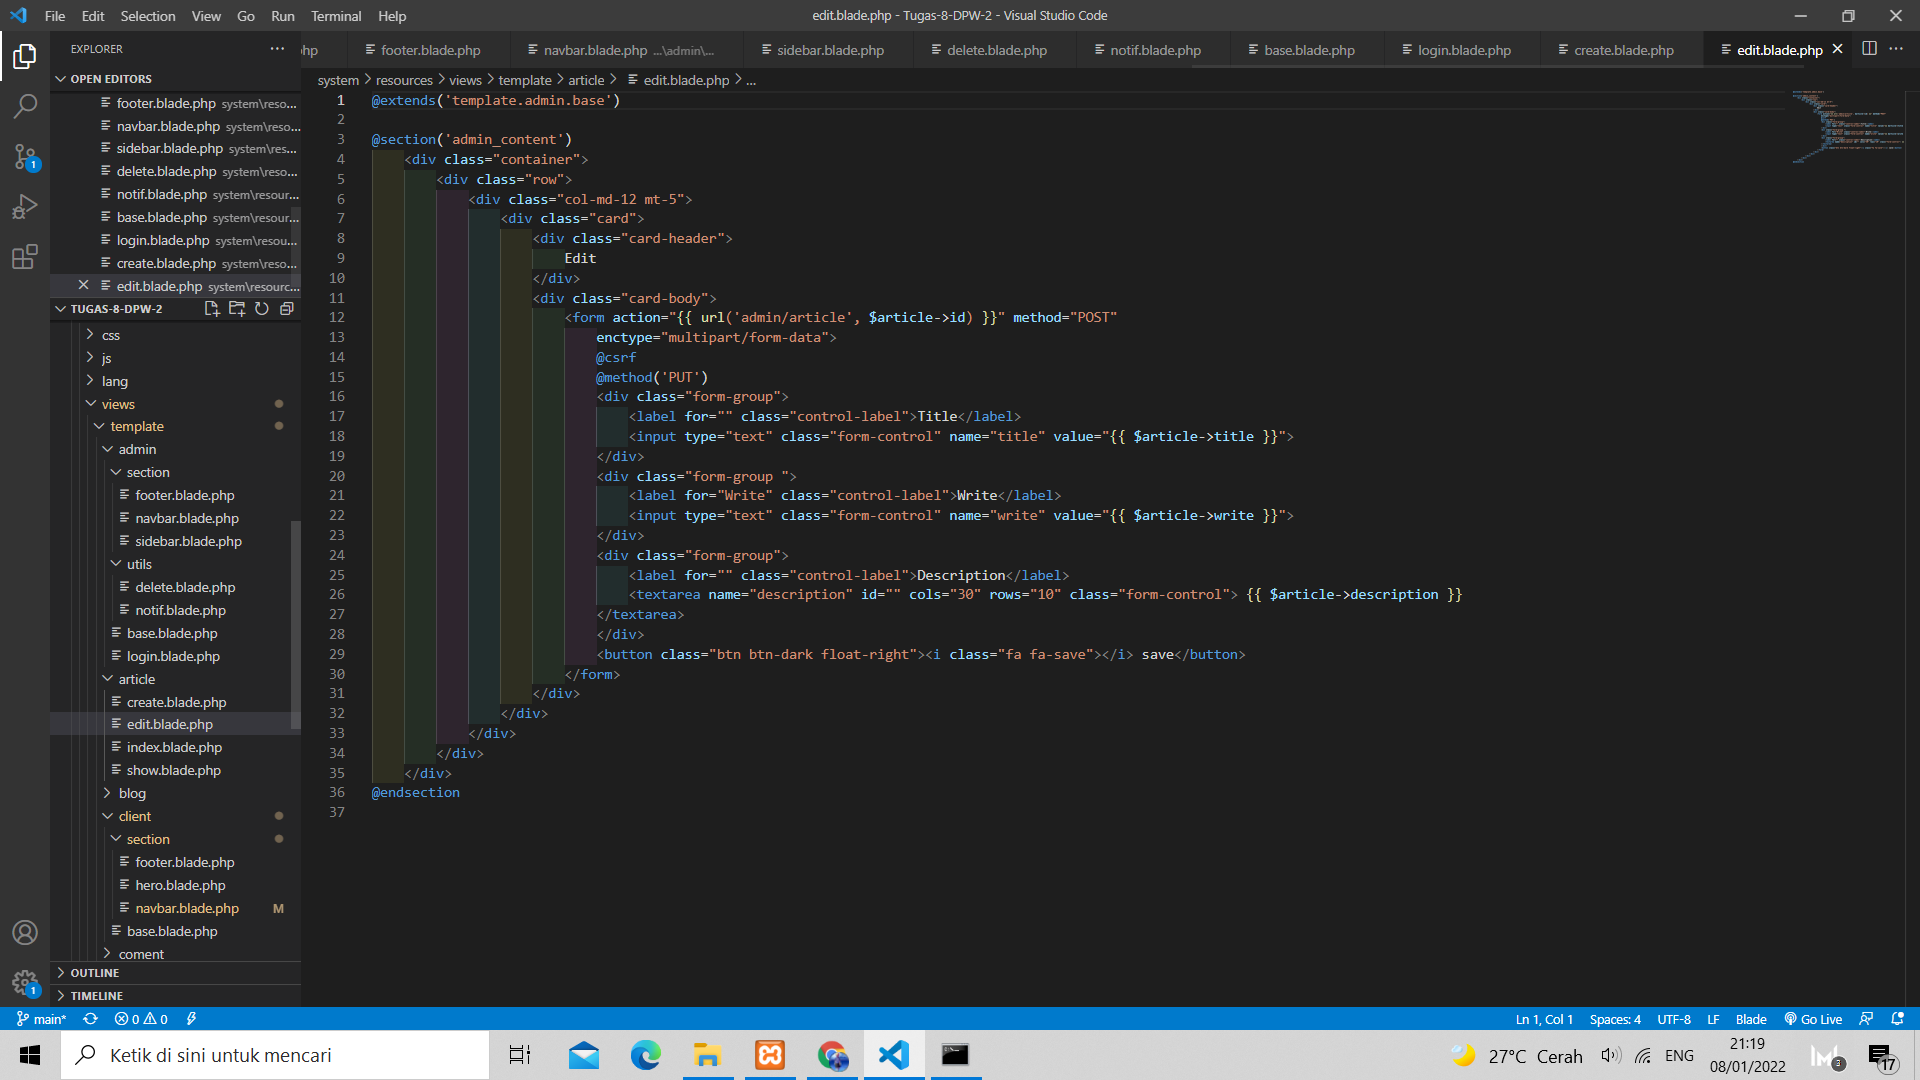 File Edit Selection View Go Run Terminal Help
edit.blade.php - Tugas-8-DPW-2 - Visual Studio Code
EXPLORER
hp footer.blade.php navbar.blade.php ...\admin\... sidebar.blade.php delete.blade.php notif.blade.php base.blade.php login.blade.php create.blade.php edit.blade.php
OPEN EDITORS
footer.blade.php system\reso...
navbar.blade.php system\reso...
sidebar.blade.php system\res...
delete.blade.php system\reso...
notif.blade.php system\resour...
base.blade.php system\resour...
login.blade.php system\resou...
create.blade.php system\reso...
edit.blade.php system\resourc...
TUGAS-8-DPW-2
css
js
lang
views
template
admin
section
footer.blade.php
navbar.blade.php
sidebar.blade.php
utils
delete.blade.php
notif.blade.php
base.blade.php
login.blade.php
article
create.blade.php
edit.blade.php
index.blade.php
show.blade.php
blog
client
section
footer.blade.php
hero.blade.php
navbar.blade.php M
base.blade.php
coment
OUTLINE
TIMELINE
1
1
system > resources > views > template > article > edit.blade.php > ...
1 @extends('template.admin.base')
2
3 @section('admin_content')
4 <div class="container">
5 <div class="row">
6 <div class="col-md-12 mt-5">
7 <div class="card">
8 <div class="card-header">
9 Edit
10 </div>
11 <div class="card-body">
12 <form action="{{ url('admin/article', $article->id) }}" method="POST"
13 enctype="multipart/form-data">
14 @csrf
15 @method('PUT')
16 <div class="form-group">
17 <label for="" class="control-label">Title</label>
18 <input type="text" class="form-control" name="title" value="{{ $article->title }}">
19 </div>
20 <div class="form-group ">
21 <label for="Write" class="control-label">Write</label>
22 <input type="text" class="form-control" name="write" value="{{ $article->write }}">
23 </div>
24 <div class="form-group">
25 <label for="" class="control-label">Description</label>
26 <textarea name="description" id="" cols="30" rows="10" class="form-control"> {{ $article->description }}
27 </textarea>
28 </div>
29 <button class="btn btn-dark float-right"><i class="fa fa-save"></i> save</button>
30 </form>
31 </div>
32 </div>
33 </div>
34 </div>
35 </div>
36 @endsection
37
main* 0 0 Ln 1, Col 1 Spaces: 4 UTF-8 LF Blade Go Live
Ketik di sini untuk mencari
27°C Cerah ENG
21:19
08/01/2022
3
17